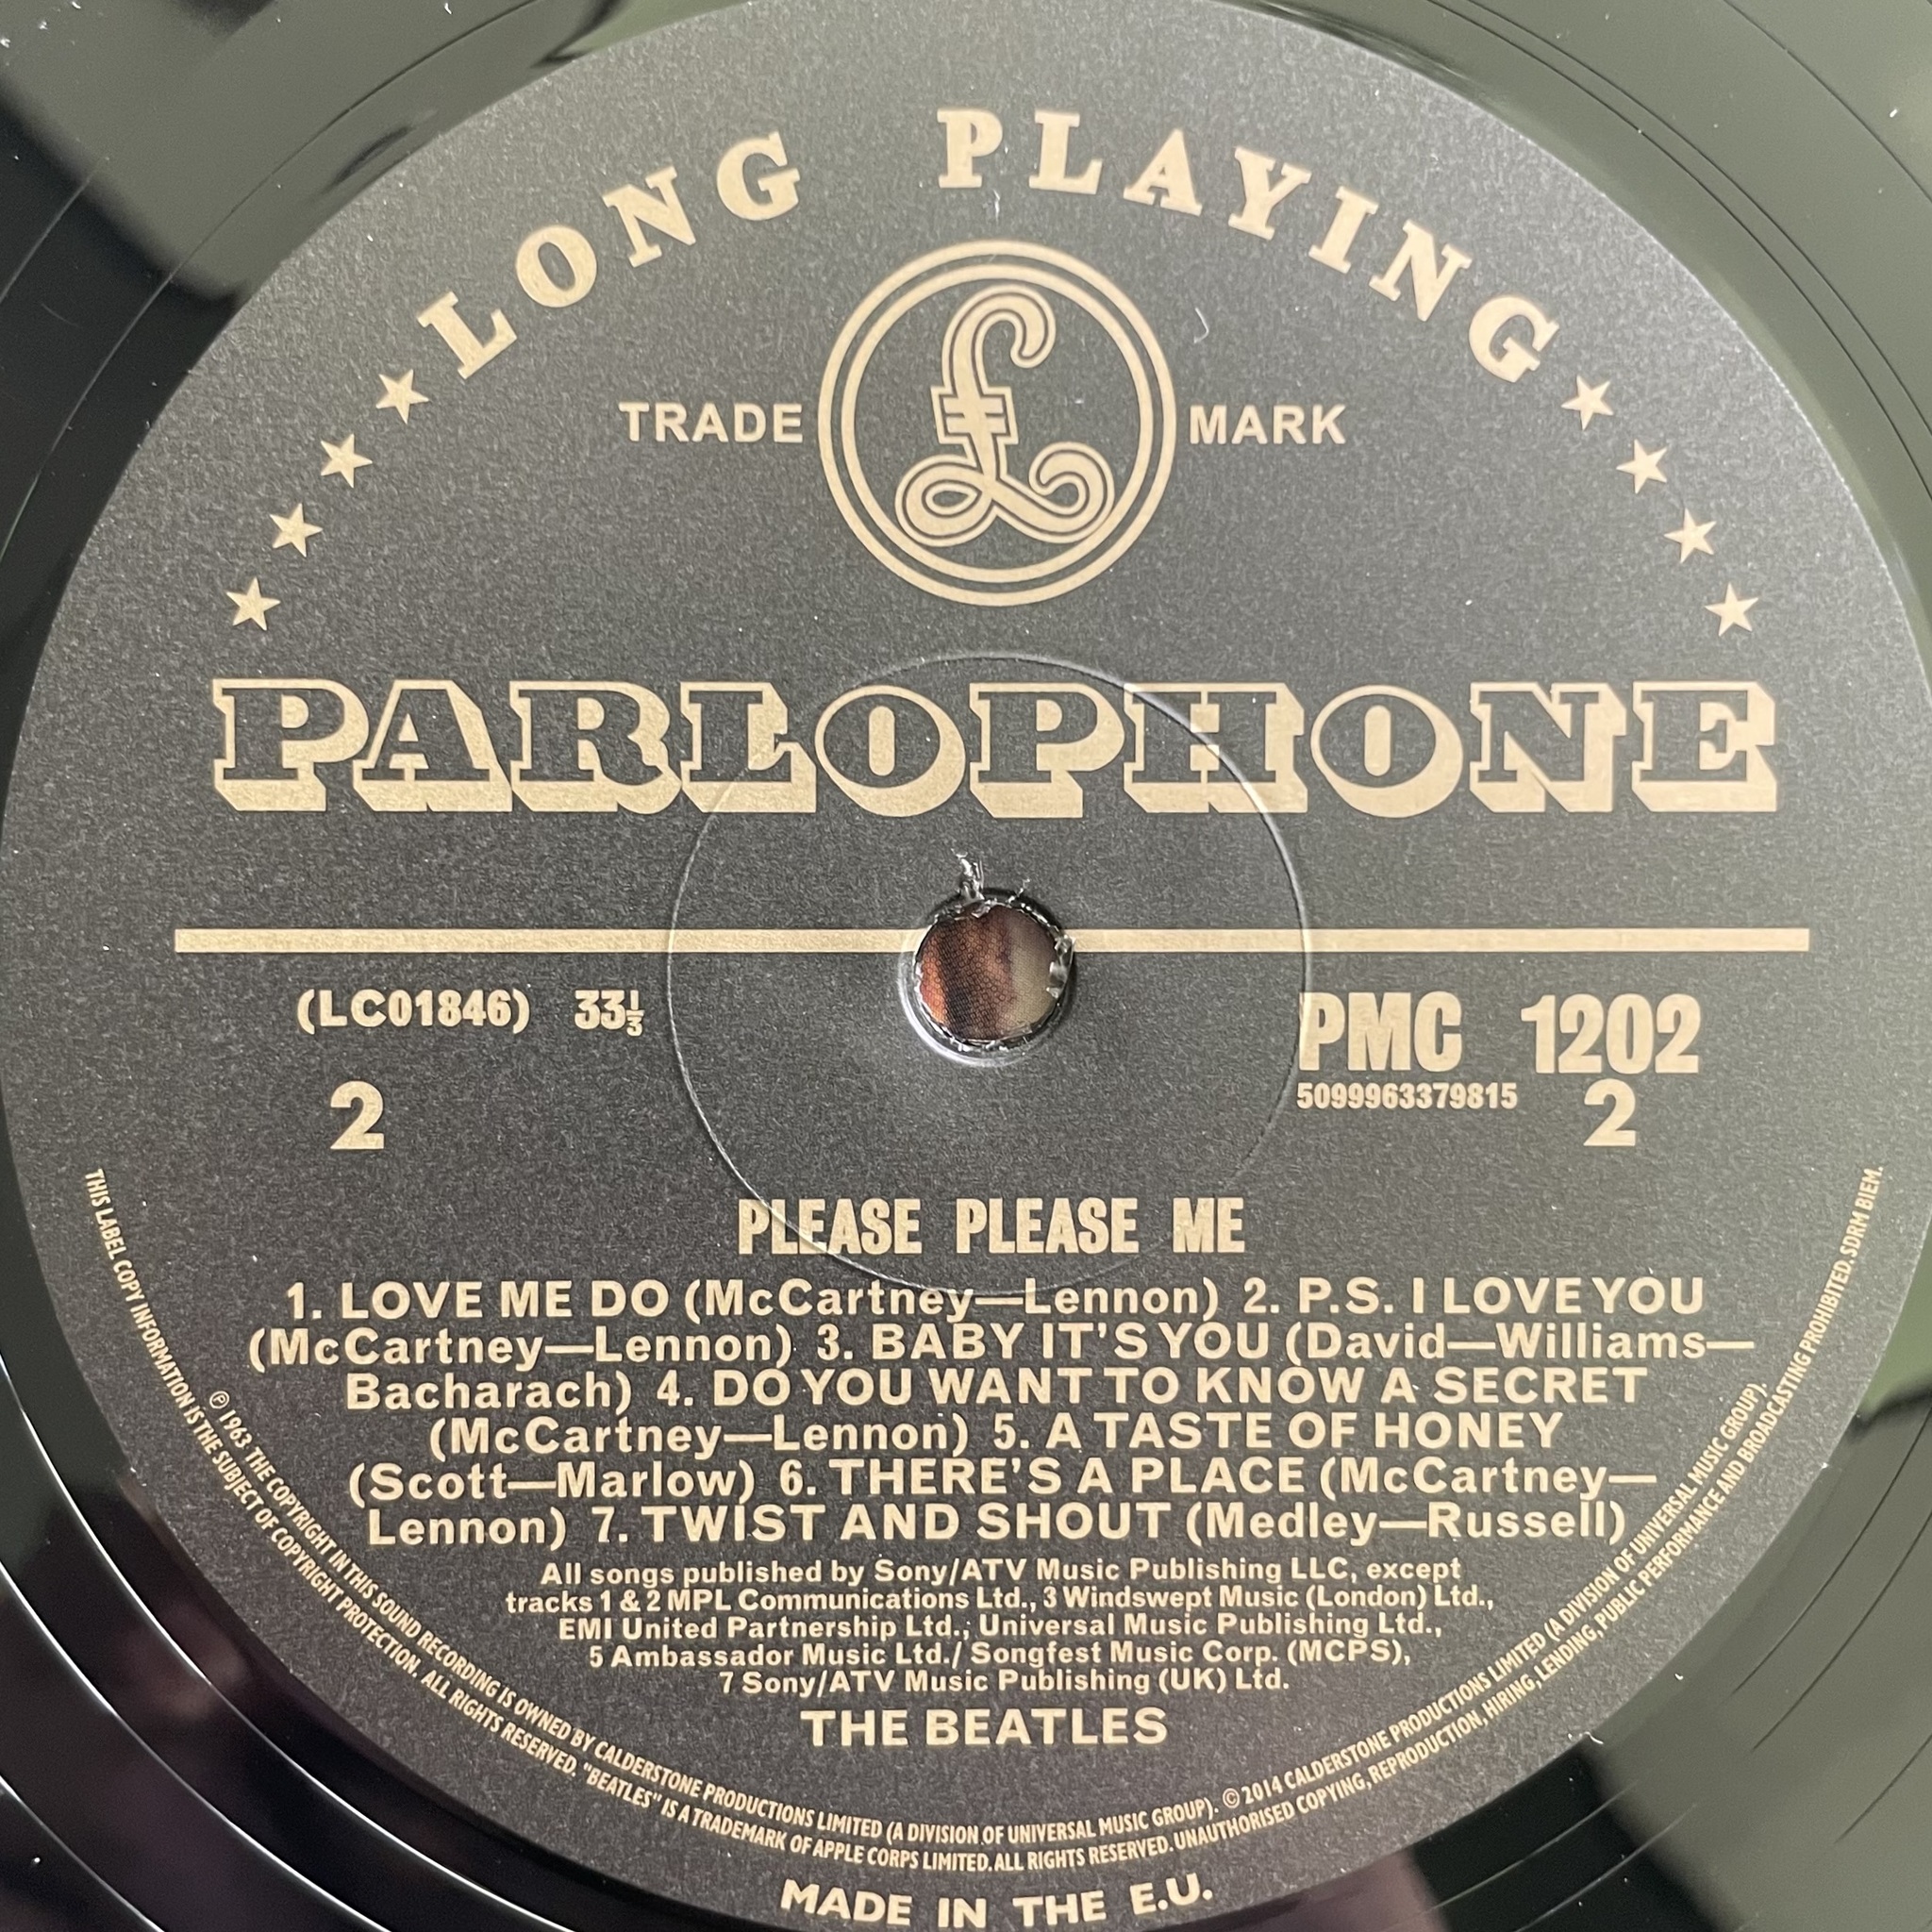 LONG PLAYING
TRADE £ MARK
PARLOPHONE
(LC01846) 33⅓
PMC 1202
5099963379815
2
2
PLEASE PLEASE ME
1. LOVE ME DO (McCartney—Lennon) 2. P.S. I LOVE YOU
(McCartney—Lennon) 3. BABY IT'S YOU (David—Williams—
Bacharach) 4. DO YOU WANT TO KNOW A SECRET
(McCartney—Lennon) 5. A TASTE OF HONEY
(Scott—Marlow) 6. THERE'S A PLACE (McCartney—
Lennon) 7. TWIST AND SHOUT (Medley—Russell)
All songs published by Sony/ATV Music Publishing LLC, except
tracks 1 & 2 MPL Communications Ltd., 3 Windswept Music (London) Ltd.,
EMI United Partnership Ltd.; Universal Music Publishing Ltd.,
5 Ambassador Music Ltd./ Songfest Music Corp. (MCPS),
7 Sony/ATV Music Publishing (UK) Ltd.
THE BEATLES
℗ 1963 THE COPYRIGHT IN THIS SOUND RECORDING IS OWNED BY CALDERSTONE PRODUCTIONS LIMITED (A DIVISION OF UNIVERSAL MUSIC GROUP). © 2014 CALDERSTONE PRODUCTIONS LIMITED (A DIVISION OF UNIVERSAL MUSIC GROUP).
THIS LABEL COPY INFORMATION IS THE SUBJECT OF COPYRIGHT PROTECTION. ALL RIGHTS RESERVED. "BEATLES" IS A TRADEMARK OF APPLE CORPS LIMITED. ALL RIGHTS RESERVED. UNAUTHORISED COPYING, REPRODUCTION, HIRING, LENDING, PUBLIC PERFORMANCE AND BROADCASTING PROHIBITED. SDRM BIEM.
MADE IN THE E.U.